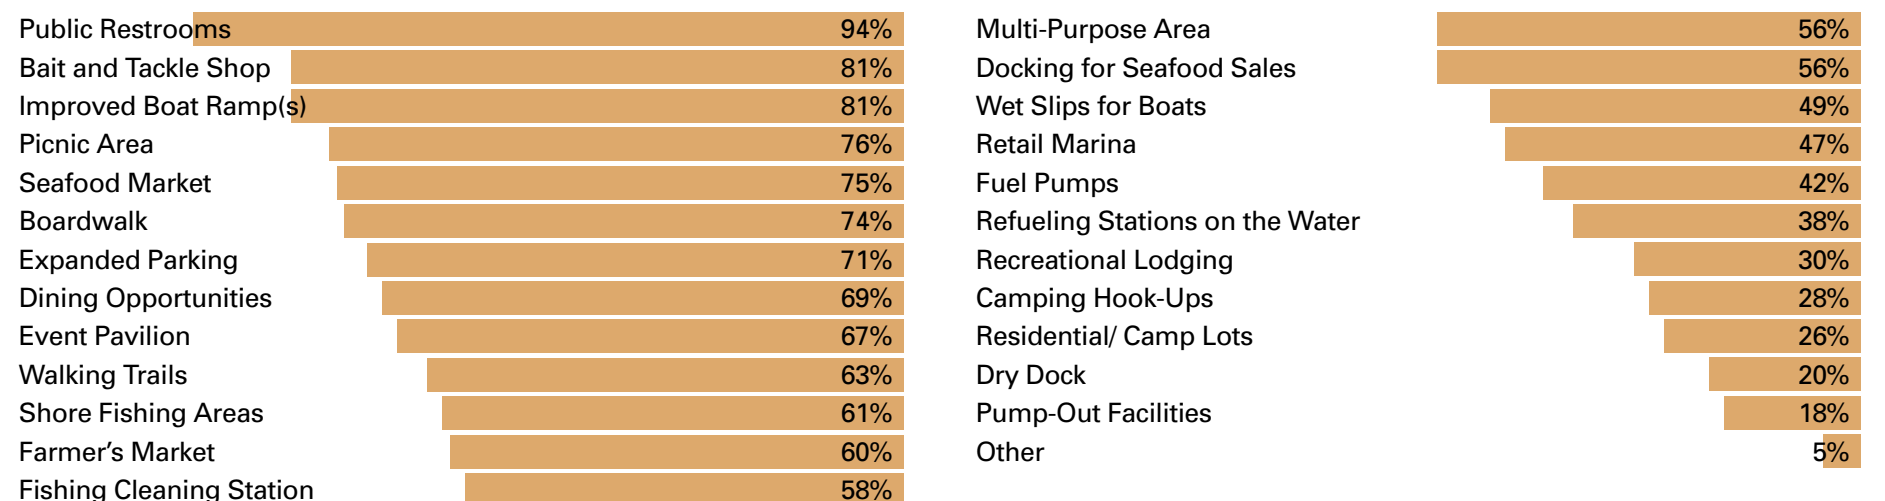 Public Restrooms 94%
Bait and Tackle Shop 81%
Improved Boat Ramp(s) 81%
Picnic Area 76%
Seafood Market 75%
Boardwalk 74%
Expanded Parking 71%
Dining Opportunities 69%
Event Pavilion 67%
Walking Trails 63%
Shore Fishing Areas 61%
Farmer’s Market 60%
Fishing Cleaning Station 58%
Multi-Purpose Area 56%
Docking for Seafood Sales 56%
Wet Slips for Boats 49%
Retail Marina 47%
Fuel Pumps 42%
Refueling Stations on the Water 38%
Recreational Lodging 30%
Camping Hook-Ups 28%
Residential/ Camp Lots 26%
Dry Dock 20%
Pump-Out Facilities 18%
Other 5%